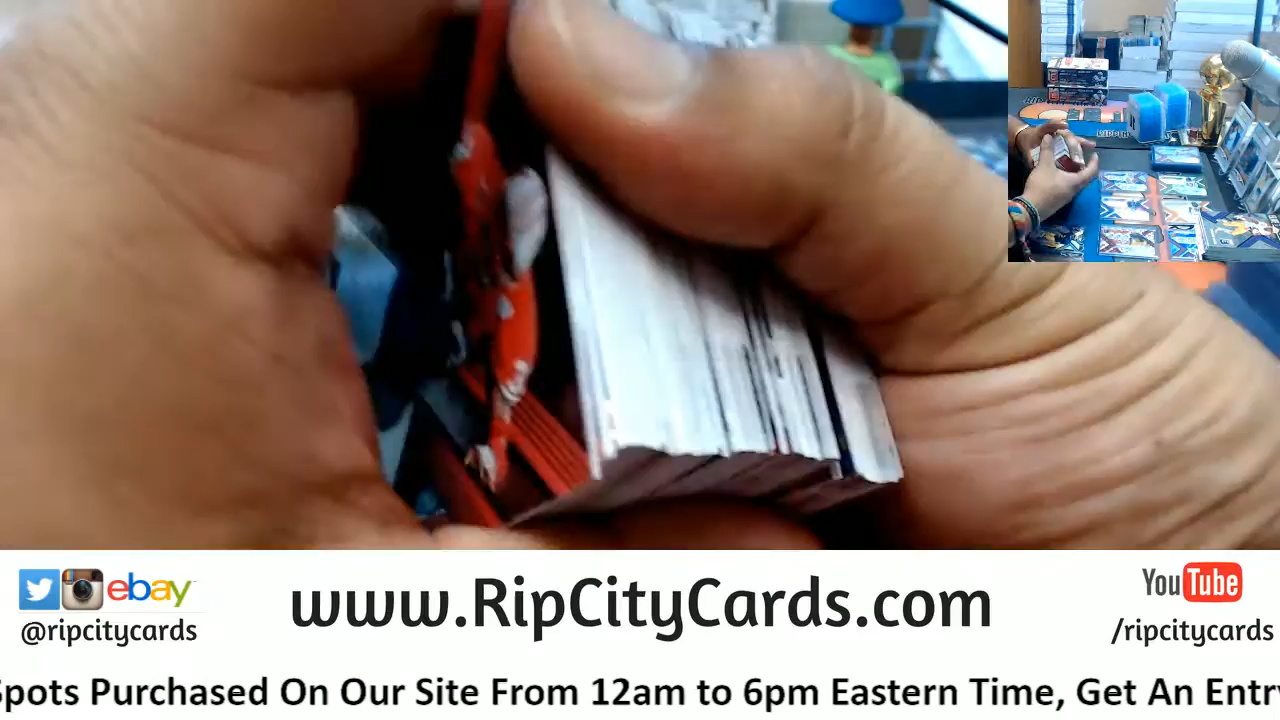 ebay
@ripcitycards
www.RipCityCards.com
YouTube
/ripcitycards
Spots Purchased On Our Site From 12am to 6pm Eastern Time, Get An Entry